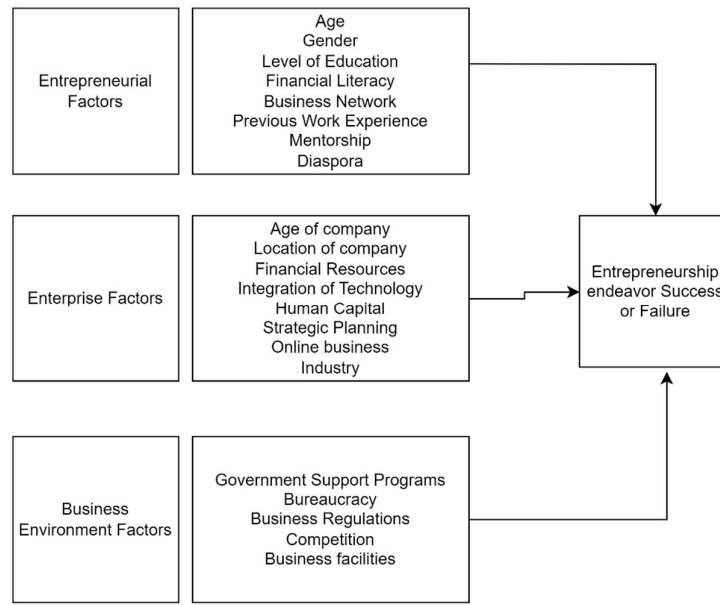 Entrepreneurial
Factors
Age
Gender
Level of Education
Financial Literacy
Business Network
Previous Work Experience
Mentorship
Diaspora
Enterprise Factors
Age of company
Location of company
Financial Resources
Integration of Technology
Human Capital
Strategic Planning
Online business
Industry
Entrepreneurship
endeavor Success
or Failure
Business
Environment Factors
Government Support Programs
Bureaucracy
Business Regulations
Competition
Business facilities